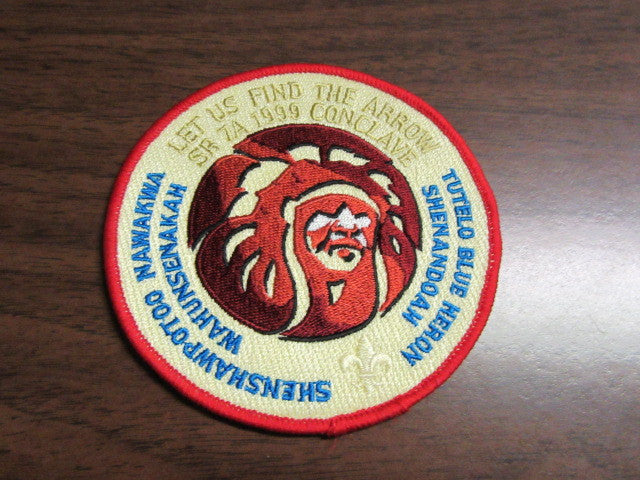 LET US FIND THE ARROW
SR 7A 1999 CONCLAVE
TUTELO BLUE HERON
SHENANDOAH
SHENSHAWPOTOO NAWAKWA
WAHUNSENAKAH